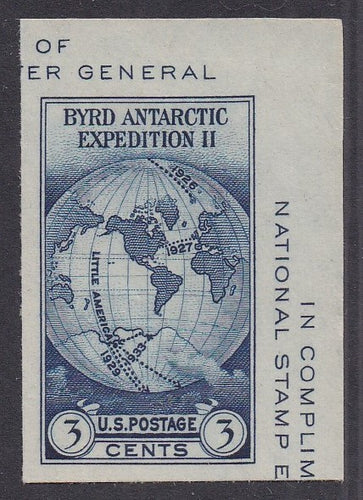 OF
ER GENERAL
BYRD ANTARCTIC
EXPEDITION II
1926
1927
LITTLE AMERICA
1929
1933
3 U.S. POSTAGE 3
CENTS
IN COMPLIM
NATIONAL STAMP E